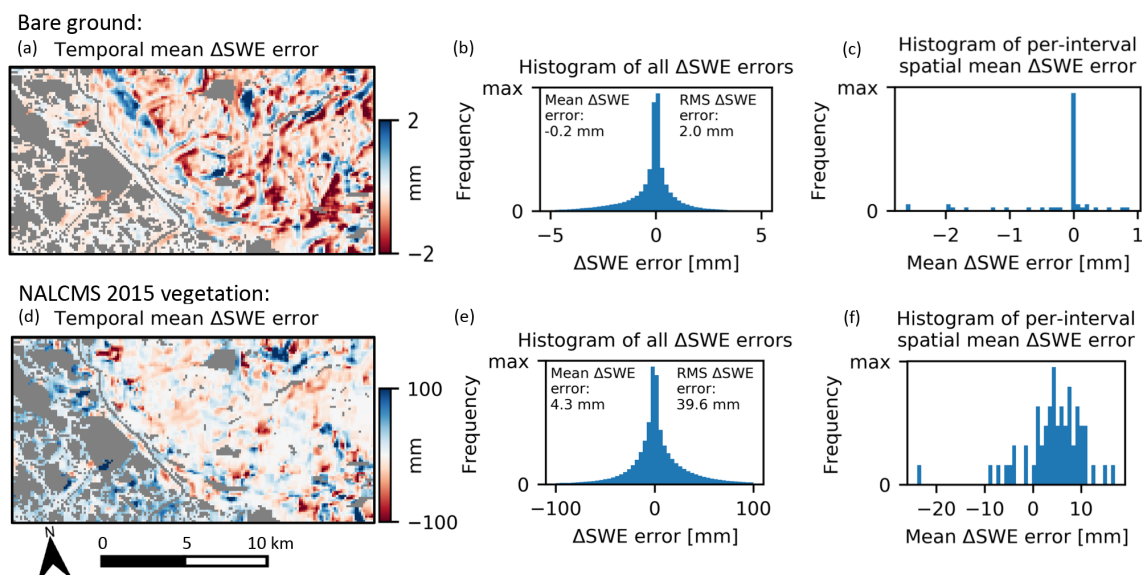 Bare ground:
(a) Temporal mean ΔSWE error
2
mm
−2
(b)
Histogram of all ΔSWE errors
max
Frequency
0
Mean ΔSWE
error:
-0.2 mm
RMS ΔSWE
error:
2.0 mm
−5 0 5
ΔSWE error [mm]
(c)
Histogram of per-interval
spatial mean ΔSWE error
max
Frequency
0
−2 −1 0 1
Mean ΔSWE error [mm]
NALCMS 2015 vegetation:
(d) Temporal mean ΔSWE error
100
mm
−100
N
0 5 10 km
(e)
Histogram of all ΔSWE errors
max
Frequency
0
Mean ΔSWE
error:
4.3 mm
RMS ΔSWE
error:
39.6 mm
−100 0 100
ΔSWE error [mm]
(f)
Histogram of per-interval
spatial mean ΔSWE error
max
Frequency
0
−20 −10 0 10
Mean ΔSWE error [mm]